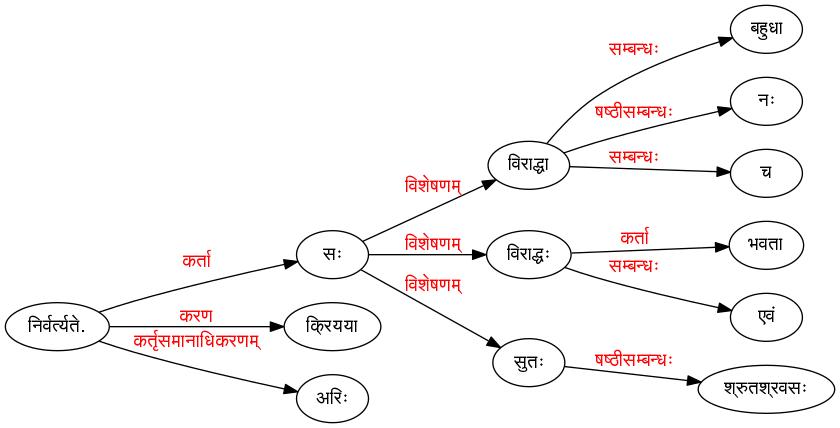 बहुधा
सम्बन्धः
षष्ठीसम्बन्धः
नः
विराद्धा
सम्बन्धः
च
विशेषणम्
कर्ता
सः
विशेषणम्
विराद्धः
कर्ता
भवता
सम्बन्धः
विशेषणम्
एवं
निर्वर्त्यते.
करण
क्रियया
कर्तृसमानाधिकरणम्
सुतः
षष्ठीसम्बन्धः
श्रुतश्रवसः
अरिः